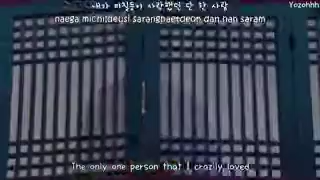 내가 미칠듯이 사랑했던 단 한 사람
Yozohhh
naega michildeusi saranghaetdeon dan han saram
The only one person that I crazily loved